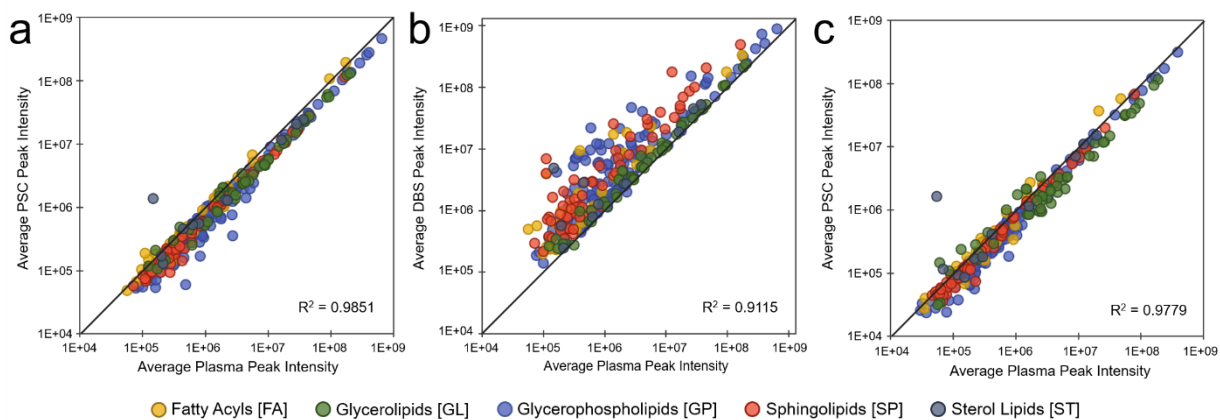 a
1E+09
1E+08
1E+07
1E+06
1E+05
1E+04
Average PSC Peak Intensity
R² = 0.9851
1E+04 1E+05 1E+06 1E+07 1E+08 1E+09
Average Plasma Peak Intensity
b
1E+09
1E+08
1E+07
1E+06
1E+05
1E+04
Average DBS Peak Intensity
R² = 0.9115
1E+04 1E+05 1E+06 1E+07 1E+08 1E+09
Average Plasma Peak Intensity
c
1E+09
1E+08
1E+07
1E+06
1E+05
1E+04
Average PSC Peak Intensity
R² = 0.9779
1E+04 1E+05 1E+06 1E+07 1E+08 1E+09
Average Plasma Peak Intensity
Fatty Acyls [FA] Glycerolipids [GL] Glycerophospholipids [GP] Sphingolipids [SP] Sterol Lipids [ST]